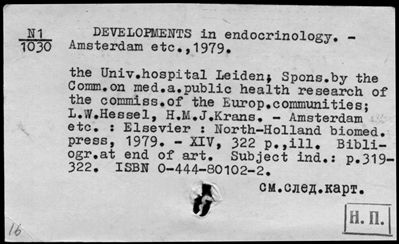 N1
1030
DEVELOPMENTS in endocrinology. -
Amsterdam etc.,1979.
the Univ.hospital Leiden; Spons.by the
Comm.on med.a.public health research of
the commiss.of the Europ.communities;
L.W.Hessel, H.M.J.Krans. - Amsterdam
etc. : Elsevier : North-Holland biomed.
press, 1979. - XIV, 322 p.,ill. Bibli-
ogr.at end of art. Subject ind.: p.319-
322. ISBN 0-444-80102-2.
см.след.карт.
16
Н. П.